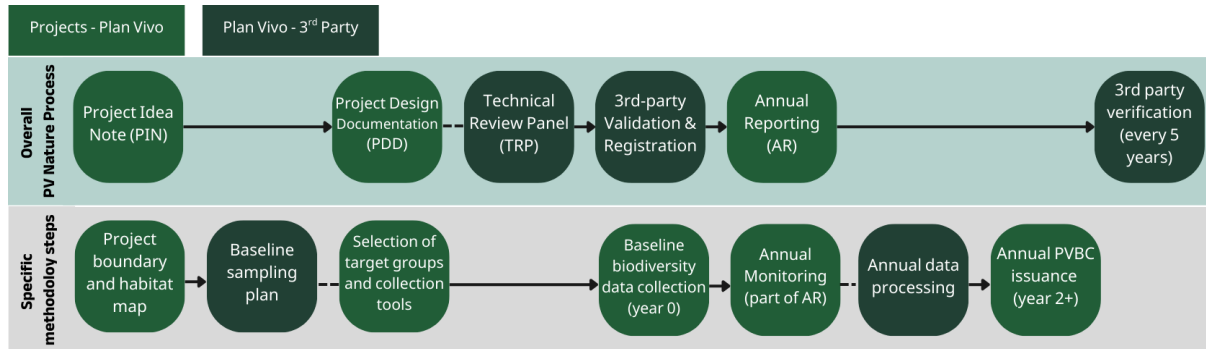 Projects - Plan Vivo
Plan Vivo - 3rd Party
Overall
PV Nature Process
Project Idea
Note (PIN)
Project Design
Documentation
(PDD)
Technical
Review Panel
(TRP)
3rd-party
Validation &
Registration
Annual
Reporting
(AR)
3rd party
verification
(every 5
years)
Specific
methodoloy steps
Project
boundary
and habitat
map
Baseline
sampling
plan
Selection of
target groups
and collection
tools
Baseline
biodiversity
data collection
(year 0)
Annual
Monitoring
(part of AR)
Annual data
processing
Annual PVBC
issuance
(year 2+)